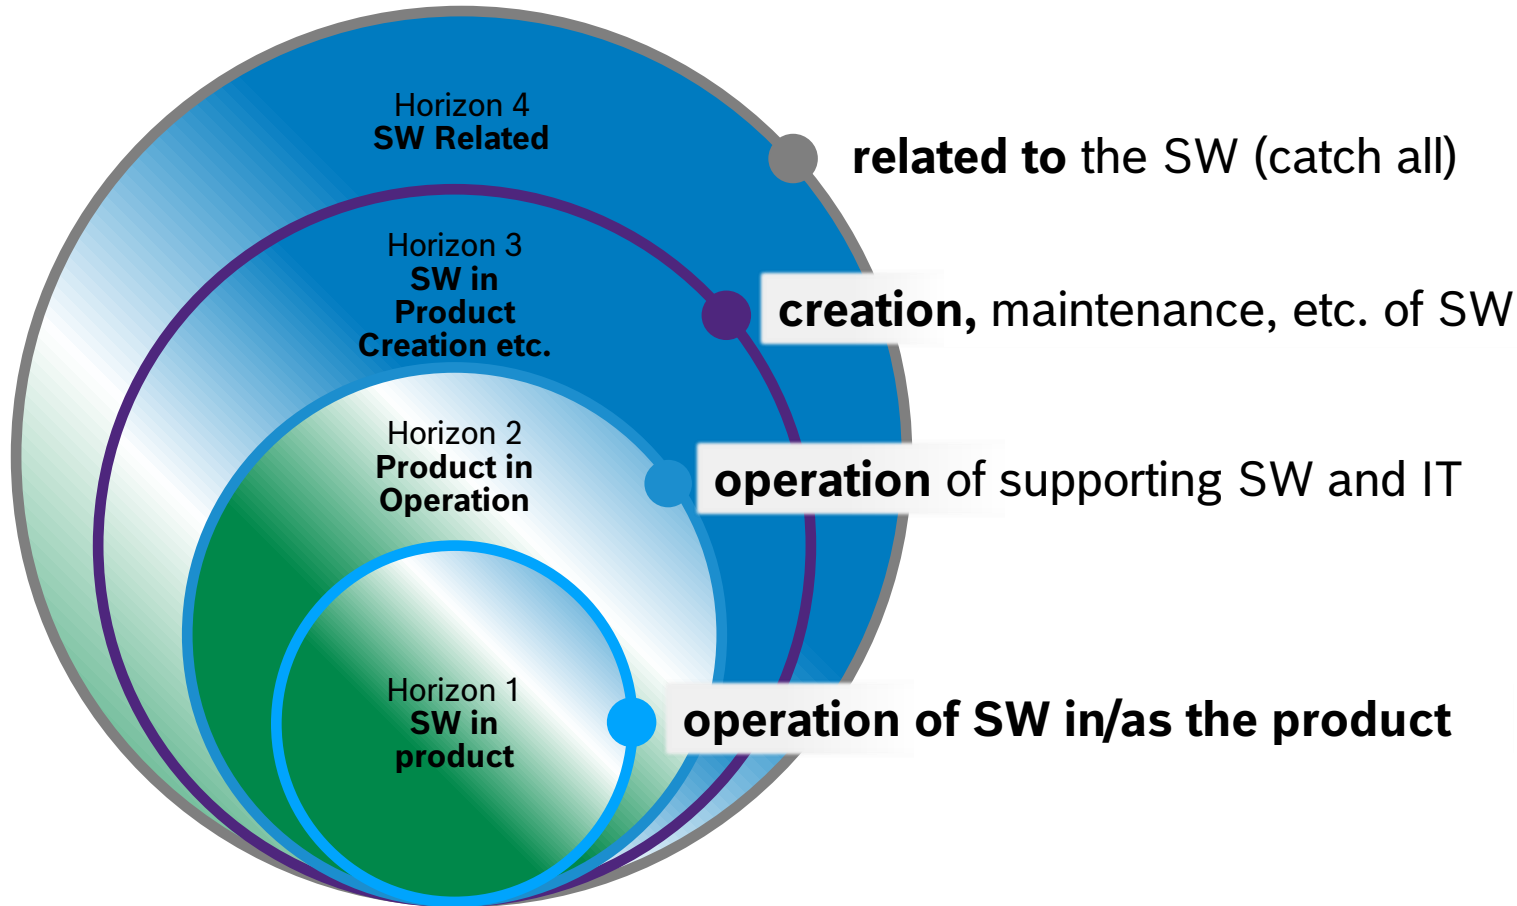 Horizon 4
SW Related
related to the SW (catch all)
Horizon 3
SW in
Product
Creation etc.
creation, maintenance, etc. of SW
Horizon 2
Product in
Operation
operation of supporting SW and IT
Horizon 1
SW in
product
operation of SW in/as the product